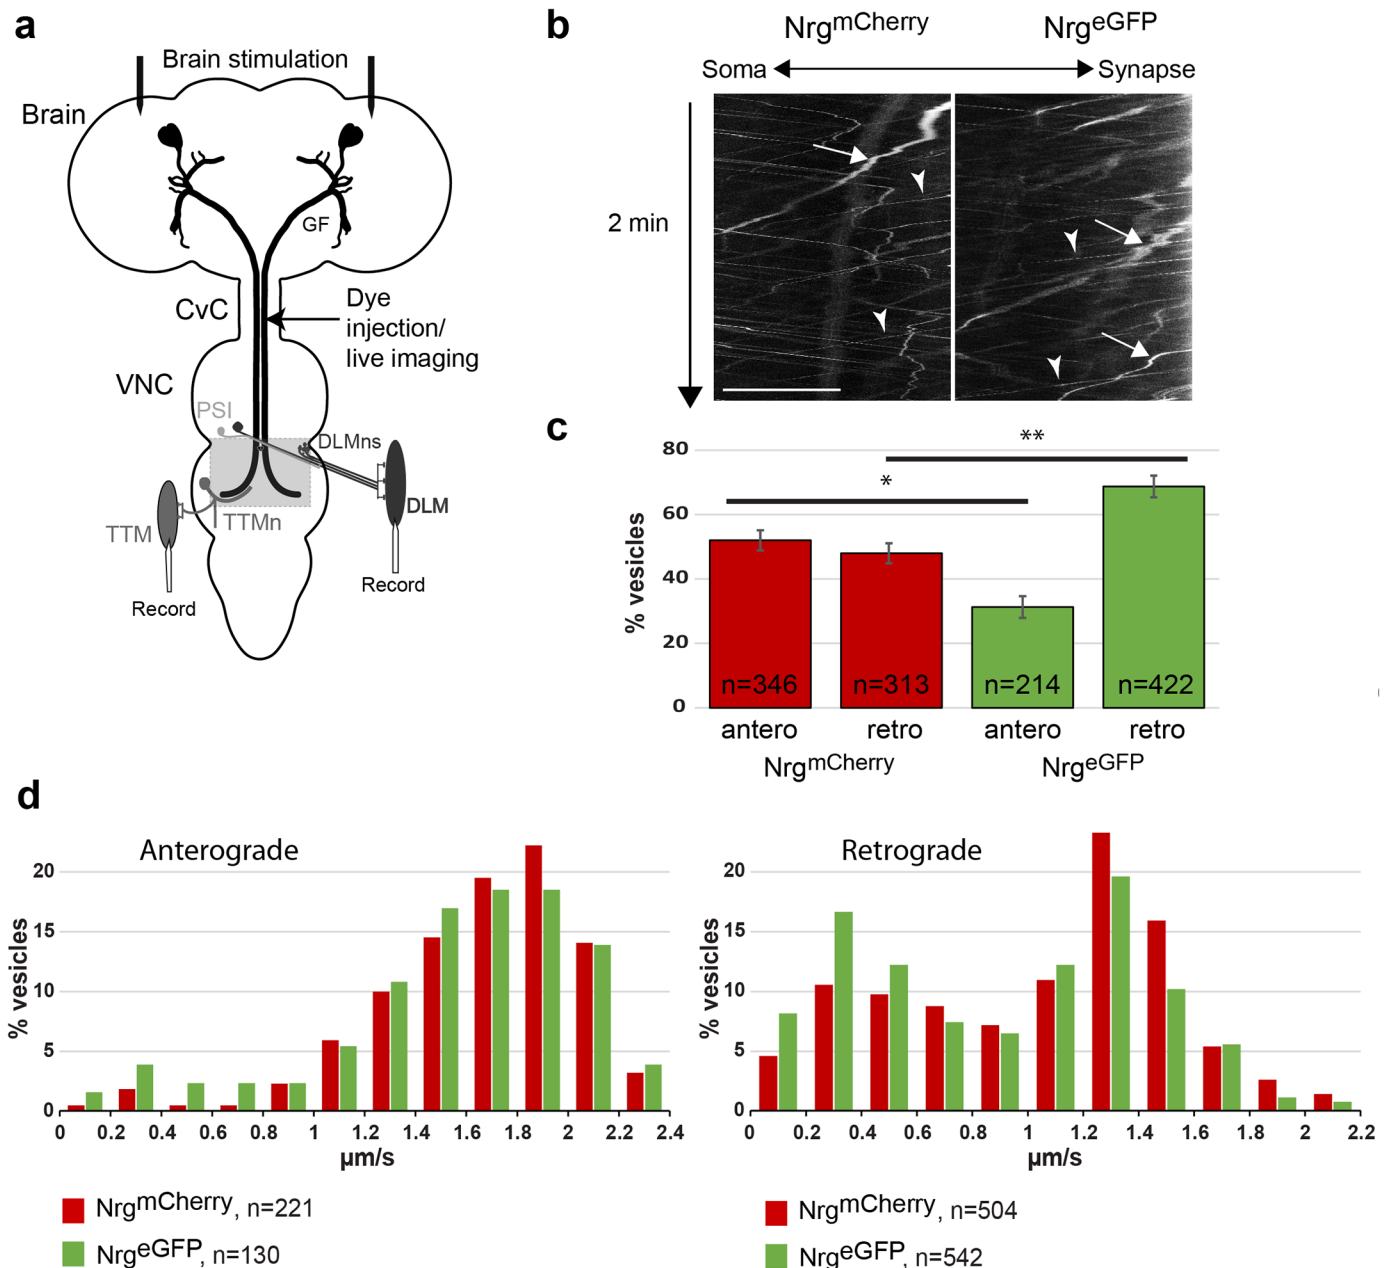 a
Brain stimulation
Brain
GF
CvC
Dye
injection/
live imaging
VNC
PSI
DLMns
DLM
TTMn
TTM
Record
Record
b
NrgmCherry
NrgeGFP
Soma
Synapse
2 min
c
**
*
80
60
40
20
0
% vesicles
n=346
n=313
n=214
n=422
antero
retro
antero
retro
NrgmCherry
NrgeGFP
d
Anterograde
% vesicles
20
15
10
5
0
0 0.2 0.4 0.6 0.8 1 1.2 1.4 1.6 1.8 2 2.2 2.4
µm/s
NrgmCherry, n=221
NrgeGFP, n=130
Retrograde
% vesicles
20
15
10
5
0
0 0.2 0.4 0.6 0.8 1 1.2 1.4 1.6 1.8 2 2.2
µm/s
NrgmCherry, n=504
NrgeGFP, n=542